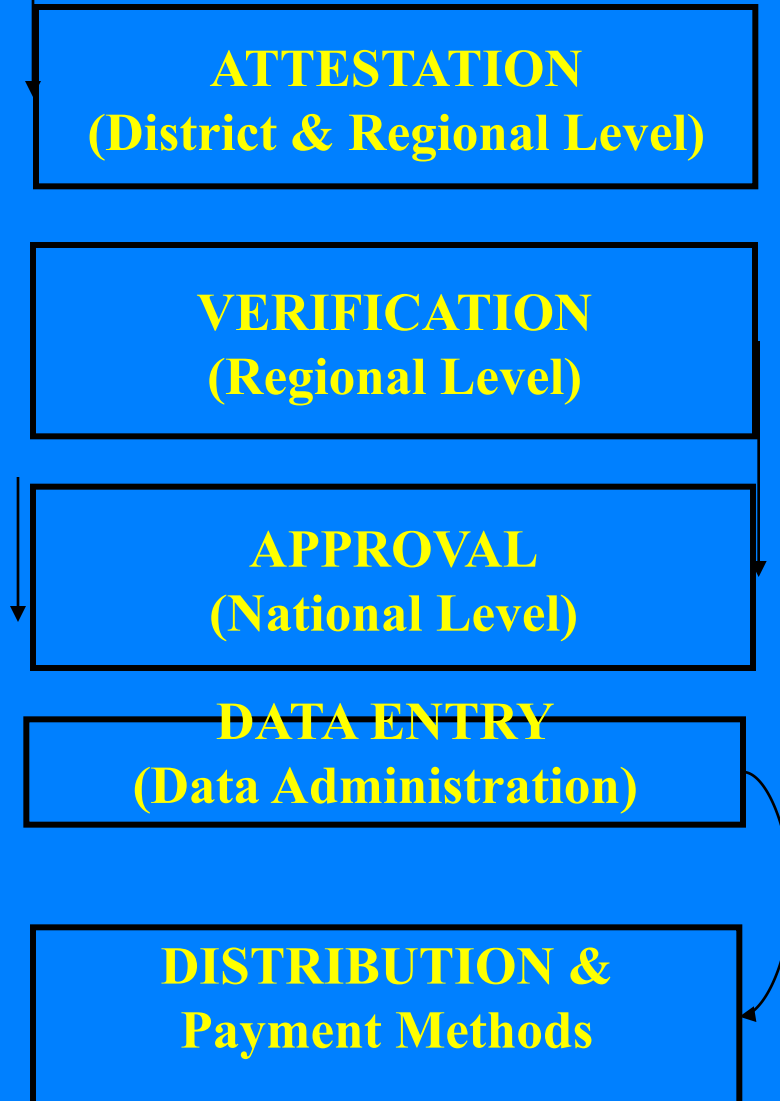 ATTESTATION
(District & Regional Level)
VERIFICATION
(Regional Level)
APPROVAL
(National Level)
DATA ENTRY
(Data Administration)
DISTRIBUTION &
Payment Methods